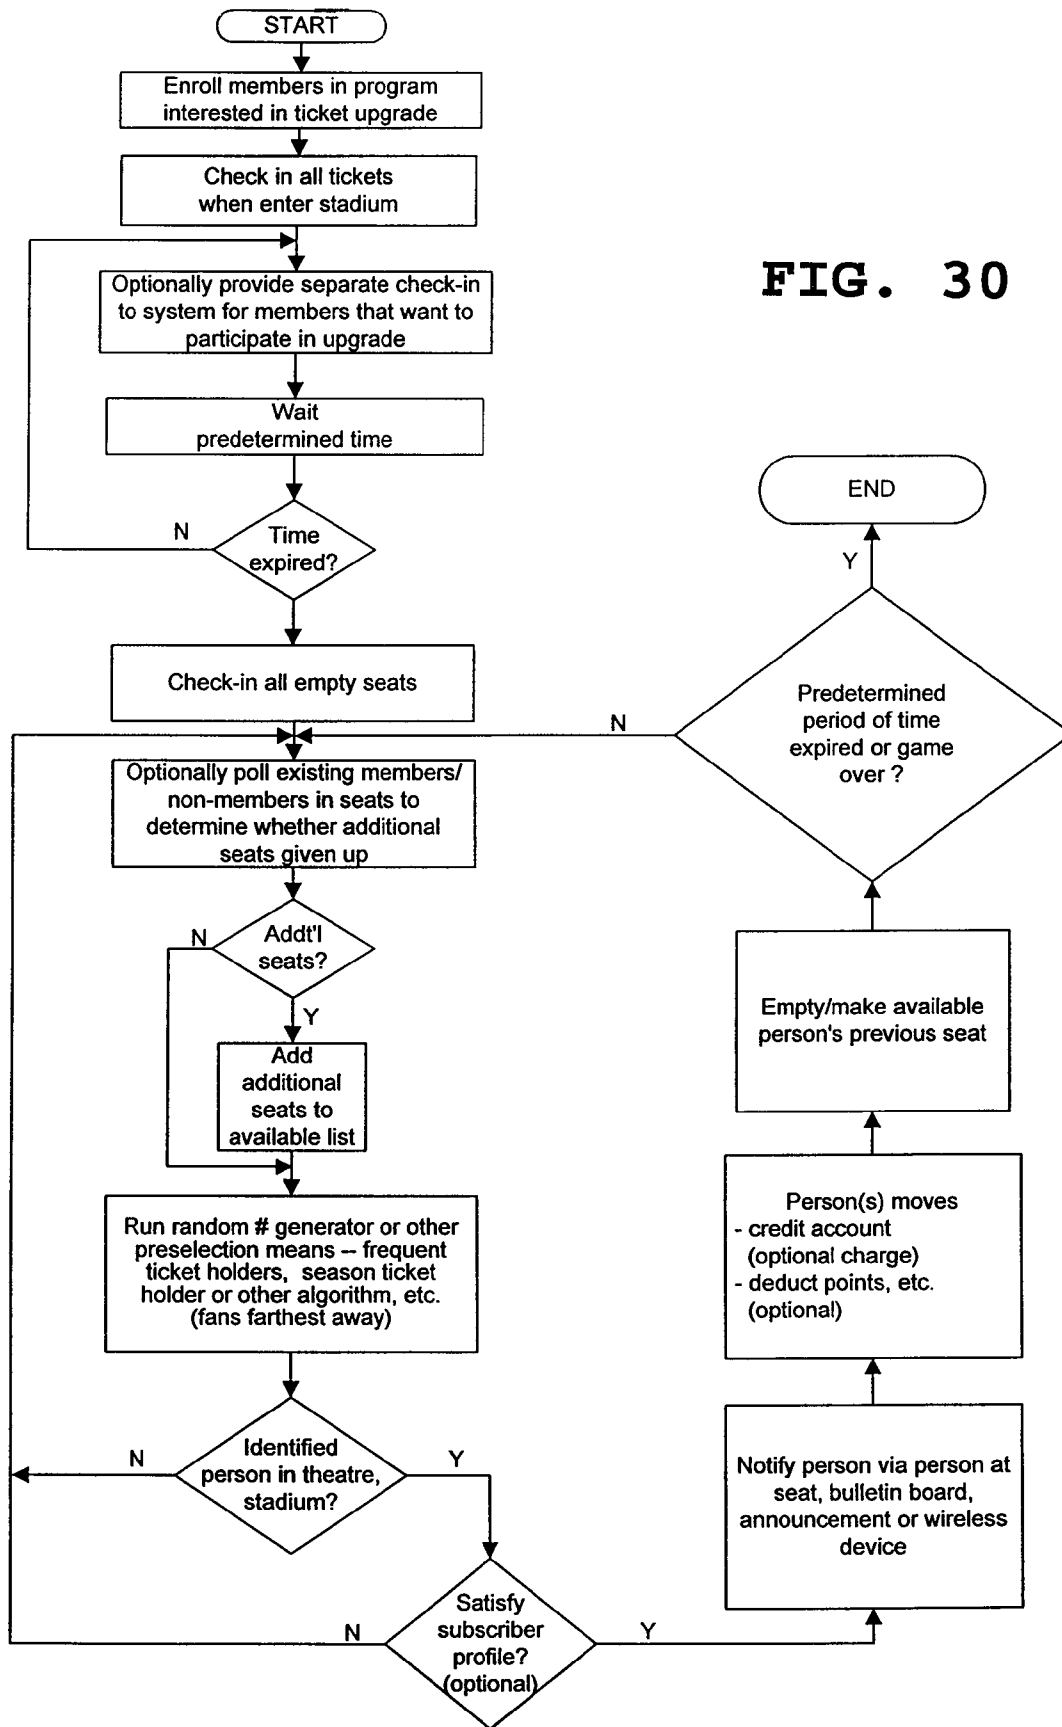 START
Enroll members in program
interested in ticket upgrade
Check in all tickets
when enter stadium
FIG. 30
Optionally provide separate check-in
to system for members that want to
participate in upgrade
Wait
predetermined time
N
Time
expired?
Check-in all empty seats
Optionally poll existing members/
non-members in seats to
determine whether additional
seats given up
N
Addt'l
seats?
Y
Add
additional
seats to
available list
Run random # generator or other
preselection means -- frequent
ticket holders, season ticket
holder or other algorithm, etc.
(fans farthest away)
N
Identified
person in theatre,
stadium?
Y
N
Satisfy
subscriber
profile?
(optional)
Y
Notify person via person at
seat, bulletin board,
announcement or wireless
device
Person(s) moves
- credit account
(optional charge)
- deduct points, etc.
(optional)
Empty/make available
person's previous seat
Predetermined
period of time
expired or game
over ?
N
Y
END